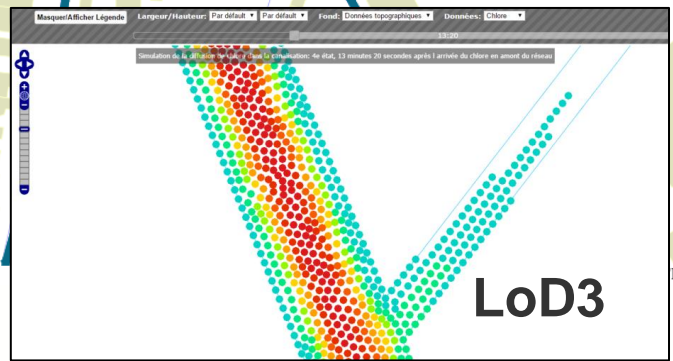 Masquer/Afficher Légende Largeur/Hauteur: Par défaut Par défaut Fond: Données topographiques Données: Chlore
13:20
Simulation de la diffusion de Chlore dans la canalisation: 4e état, 13 minutes 20 secondes après l arrivée du chlore en amont du réseau
LoD3